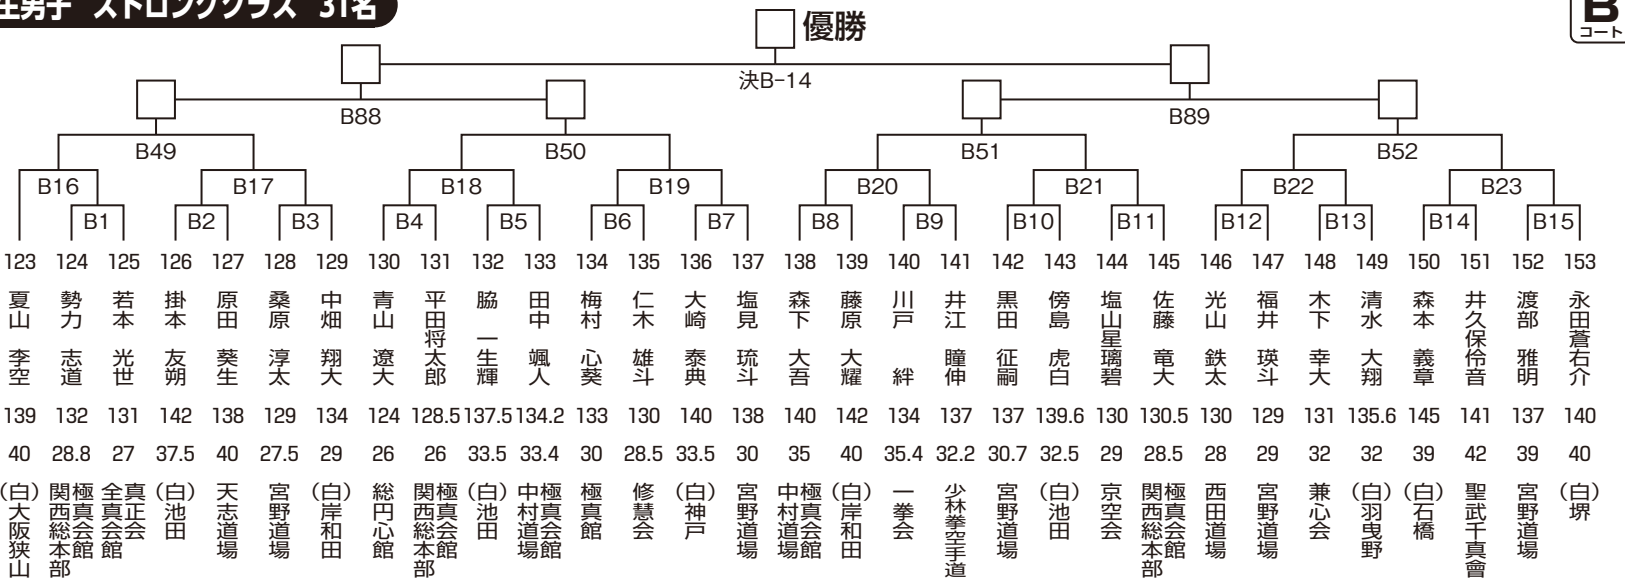 生男子 ストロングクラス 31名
B
コート
優勝
決B-14
B88 B89
B49 B50 B51 B52
B16 B17 B18 B19 B20 B21 B22 B23
B1 B2 B3 B4 B5 B6 B7 B8 B9 B10 B11 B12 B13 B14 B15
123 124 125 126 127 128 129 130 131 132 133 134 135 136 137 138 139 140 141 142 143 144 145 146 147 148 149 150 151 152 153
夏山 李空
勢力 志道
若本 光世
掛本 友朔
原田 葵生
桑原 淳太
中畑 翔大
青山 遼大
平田将太郎
脇 一生輝
田中 颯人
梅村 心葵
仁木 雄斗
大崎 泰典
塩見 琉斗
森下 大吾
藤原 大耀
川戸 絆
井江 瞳伸
黒田 征嗣
傍島 虎白
塩山星璃碧
佐藤 竜大
光山 鉄太
福井 瑛斗
木下 幸大
清水 大翔
森本 義章
井久保伶音
渡部 雅明
永田蒼右介
139 132 131 142 138 129 134 124 128.5 137.5 134.2 133 130 140 138 140 142 134 137 137 139.6 130 130.5 130 129 131 135.6 145 141 137 140
40 28.8 27 37.5 40 27.5 29 26 26 33.5 33.4 30 28.5 33.5 30 35 40 35.4 32.2 30.7 32.5 29 28.5 28 29 32 32 39 42 39 40
(白)大阪狭山
極真会館
関西総本部
真正会
全真会館
(白)池田
天志道場
宮野道場
(白)岸和田
総円心館
極真会館
関西総本部
(白)池田
極真会館
中村道場
極真館
修慧会
(白)神戸
宮野道場
極真会館
中村道場
(白)岸和田
一拳会
少林拳空手道
宮野道場
(白)池田
京空会
極真会館
関西総本部
西田道場
宮野道場
兼心会
(白)羽曳野
(白)石橋
聖武千真會
宮野道場
(白)堺